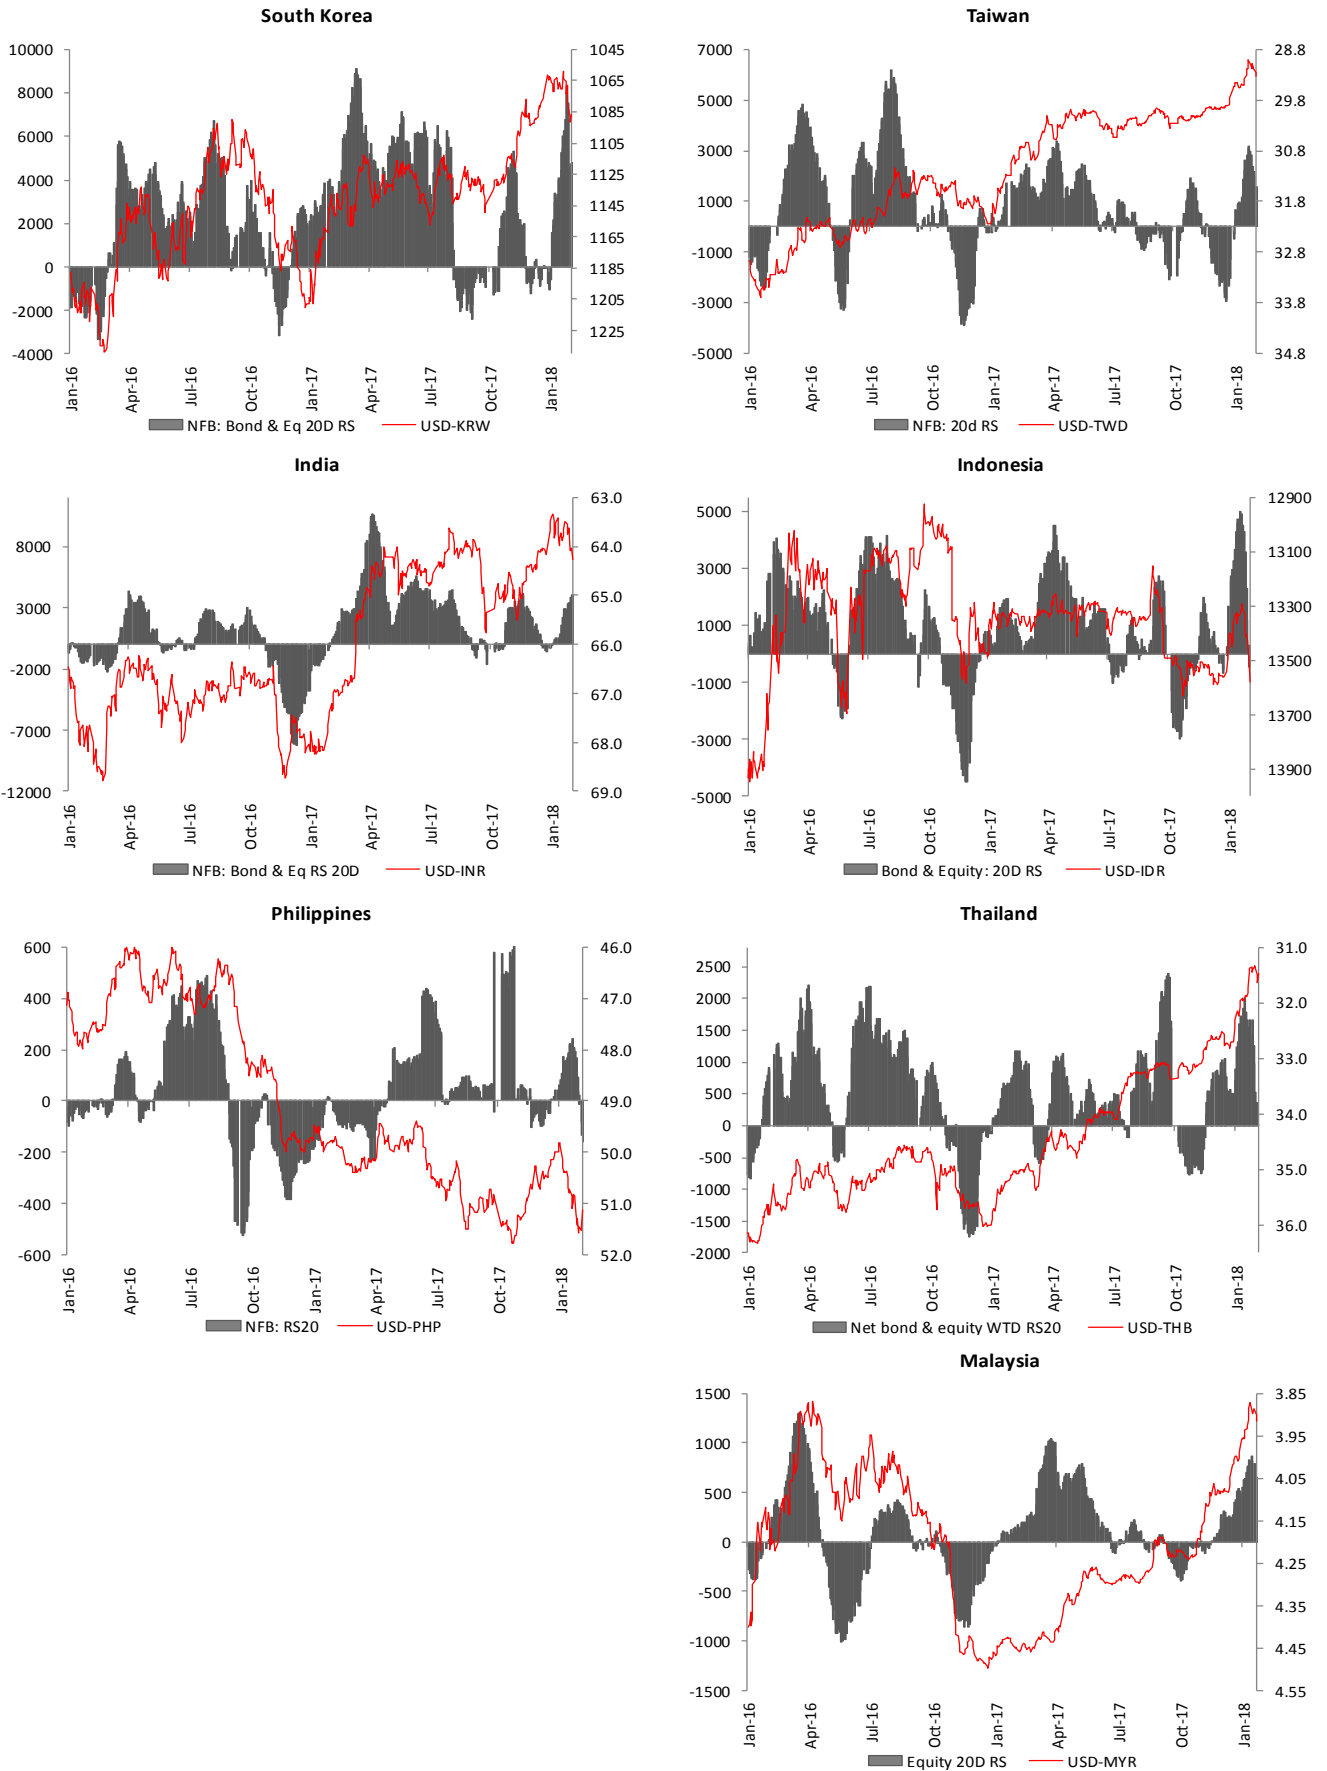 South Korea
10000
8000
6000
4000
2000
0
-2000
-4000
1045
1065
1085
1105
1125
1145
1165
1185
1205
1225
Jan-16
Apr-16
Jul-16
Oct-16
Jan-17
Apr-17
Jul-17
Oct-17
Jan-18
NFB: Bond & Eq 20D RS USD-KRW
Taiwan
7000
5000
3000
1000
-1000
-3000
-5000
28.8
29.8
30.8
31.8
32.8
33.8
34.8
Jan-16
Apr-16
Jul-16
Oct-16
Jan-17
Apr-17
Jul-17
Oct-17
Jan-18
NFB: 20d RS USD-TWD
India
8000
3000
-2000
-7000
-12000
63.0
64.0
65.0
66.0
67.0
68.0
69.0
Jan-16
Apr-16
Jul-16
Oct-16
Jan-17
Apr-17
Jul-17
Oct-17
Jan-18
NFB: Bond & Eq RS 20D USD-INR
Indonesia
5000
3000
1000
-1000
-3000
-5000
12900
13100
13300
13500
13700
13900
Jan-16
Apr-16
Jul-16
Oct-16
Jan-17
Apr-17
Jul-17
Oct-17
Jan-18
Bond & Equity: 20D RS USD-IDR
Philippines
600
400
200
0
-200
-400
-600
46.0
47.0
48.0
49.0
50.0
51.0
52.0
Jan-16
Apr-16
Jul-16
Oct-16
Jan-17
Apr-17
Jul-17
Oct-17
Jan-18
NFB: RS20 USD-PHP
Thailand
2500
2000
1500
1000
500
0
-500
-1000
-1500
-2000
31.0
32.0
33.0
34.0
35.0
36.0
Jan-16
Apr-16
Jul-16
Oct-16
Jan-17
Apr-17
Jul-17
Oct-17
Jan-18
Net bond & equity WTD RS20 USD-THB
Malaysia
1500
1000
500
0
-500
-1000
-1500
3.85
3.95
4.05
4.15
4.25
4.35
4.45
4.55
Jan-16
Apr-16
Jul-16
Oct-16
Jan-17
Apr-17
Jul-17
Oct-17
Jan-18
Equity 20D RS USD-MYR